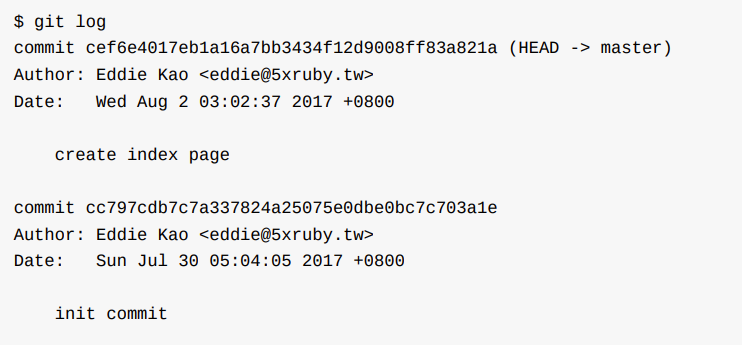 $ git log
commit cef6e4017eb1a16a7bb3434f12d9008ff83a821a (HEAD -> master)
Author: Eddie Kao <eddie@5xruby.tw>
Date:   Wed Aug 2 03:02:37 2017 +0800
    create index page
commit cc797cdb7c7a337824a25075e0dbe0bc7c703a1e
Author: Eddie Kao <eddie@5xruby.tw>
Date:   Sun Jul 30 05:04:05 2017 +0800
    init commit